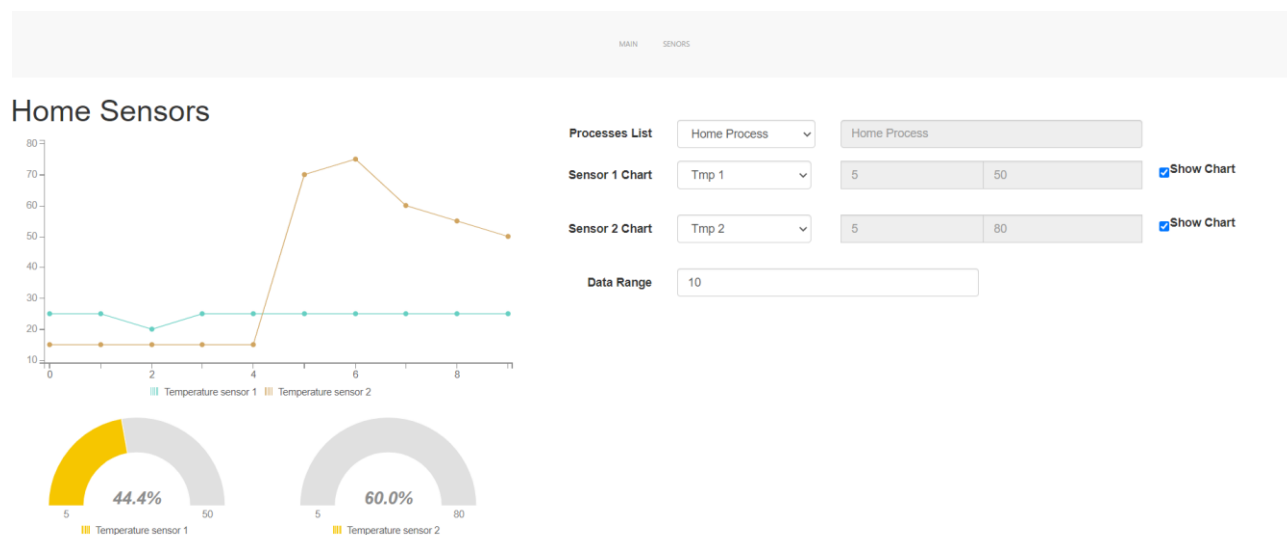 MAIN SENORS
Home Sensors
80
70
60
50
40
30
20
10
0 2 4 6 8
Temperature sensor 1 Temperature sensor 2
44.4%
5 50
Temperature sensor 1
60.0%
5 80
Temperature sensor 2
Processes List Home Process Home Process
Sensor 1 Chart Tmp 1 5 50 Show Chart
Sensor 2 Chart Tmp 2 5 80 Show Chart
Data Range 10